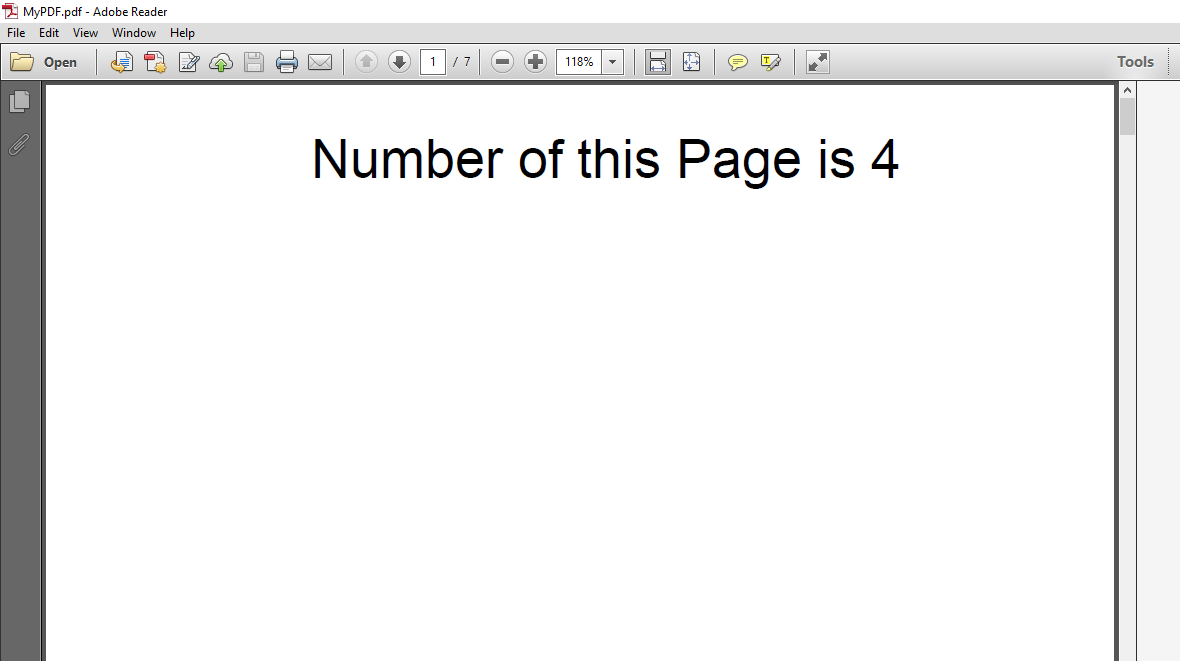 MyPDF.pdf - Adobe Reader
File Edit View Window Help
Open 1 / 7 118% T Tools
Number of this Page is 4